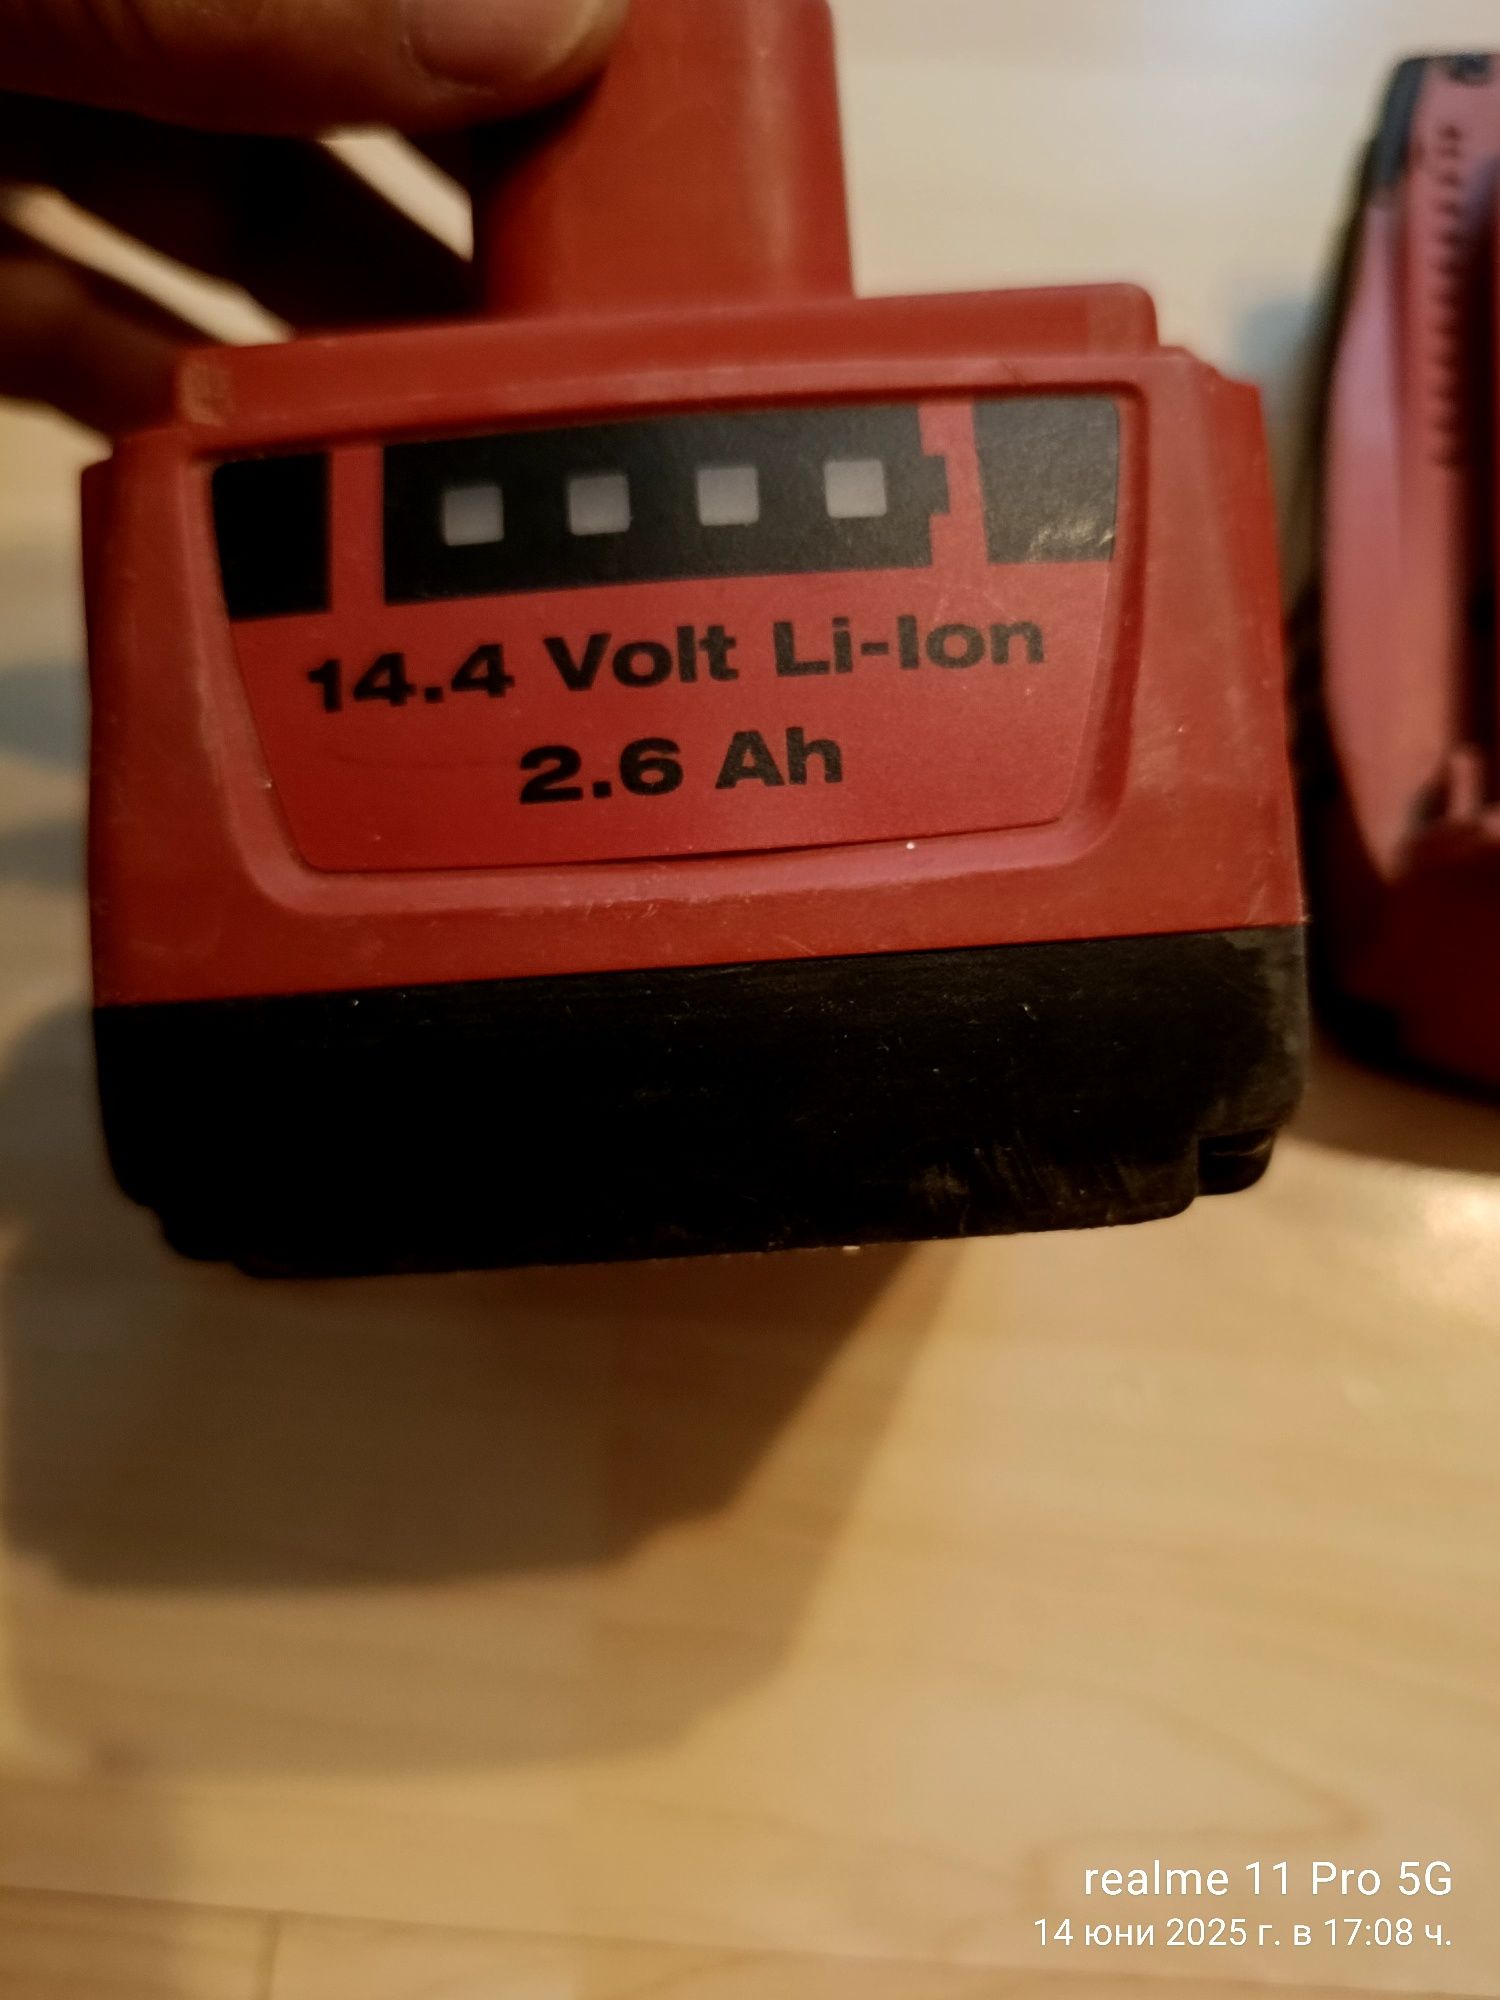 14.4 Volt Li-Ion
2.6 Ah
realme 11 Pro 5G
14 юни 2025 г. в 17:08 ч.